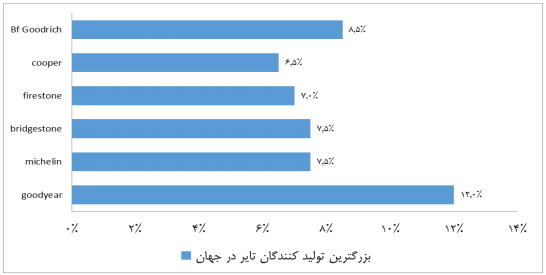 Bf Goodrich ۸٫۵٪
cooper ۶٫۵٪
firestone ۷٫۰٪
bridgestone ۷٫۵٪
michelin ۷٫۵٪
goodyear ۱۲٫۰٪
۰٪ ۲٪ ۴٪ ۶٪ ۸٪ ۱۰٪ ۱۲٪ ۱۴٪
بزرگترین تولید کنندگان تایر در جهان